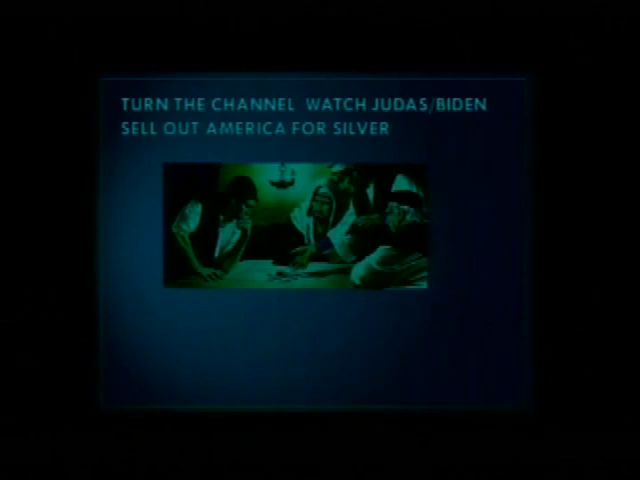 TURN THE CHANNEL WATCH JUDAS/BIDEN
SELL OUT AMERICA FOR SILVER